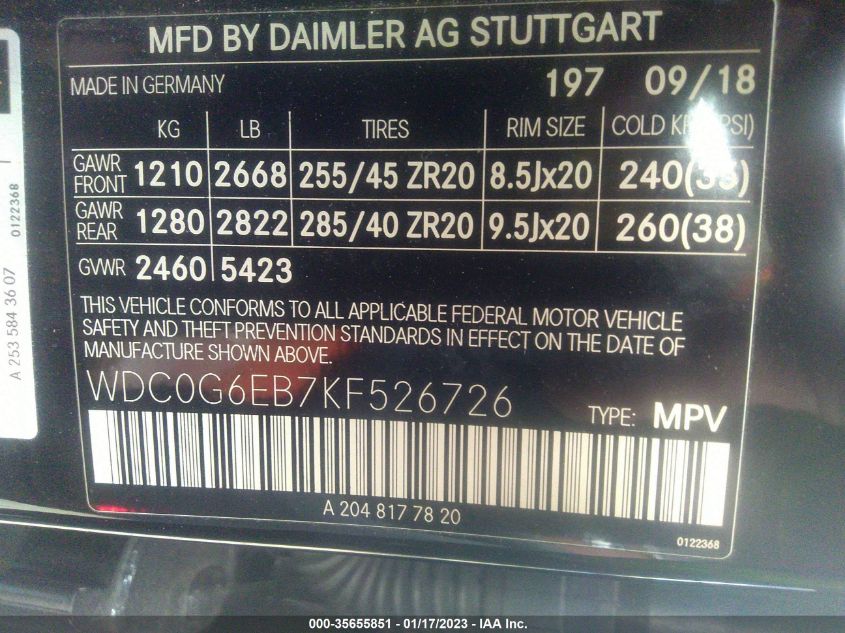 MFD BY DAIMLER AG STUTTGART
MADE IN GERMANY 197 09/18
KG LB TIRES RIM SIZE COLD
GAWR FRONT 1210 2668 255/45 ZR20 8.5Jx20
GAWR REAR 1280 2822 285/40 ZR20 9.5Jx20 260(38)
GVWR 2460 5423
THIS VEHICLE CONFORMS TO ALL APPLICABLE FEDERAL MOTOR VEHICLE
SAFETY AND THEFT PREVENTION STANDARDS IN EFFECT ON THE DATE OF
MANUFACTURE SHOWN ABOVE.
WDC0G6EB7KF526726 TYPE: MPV
A 204 817 78 20
0122368
A 253 584 36 07 0122368
000-35655851 / 01/17/2023 / IAA Inc.